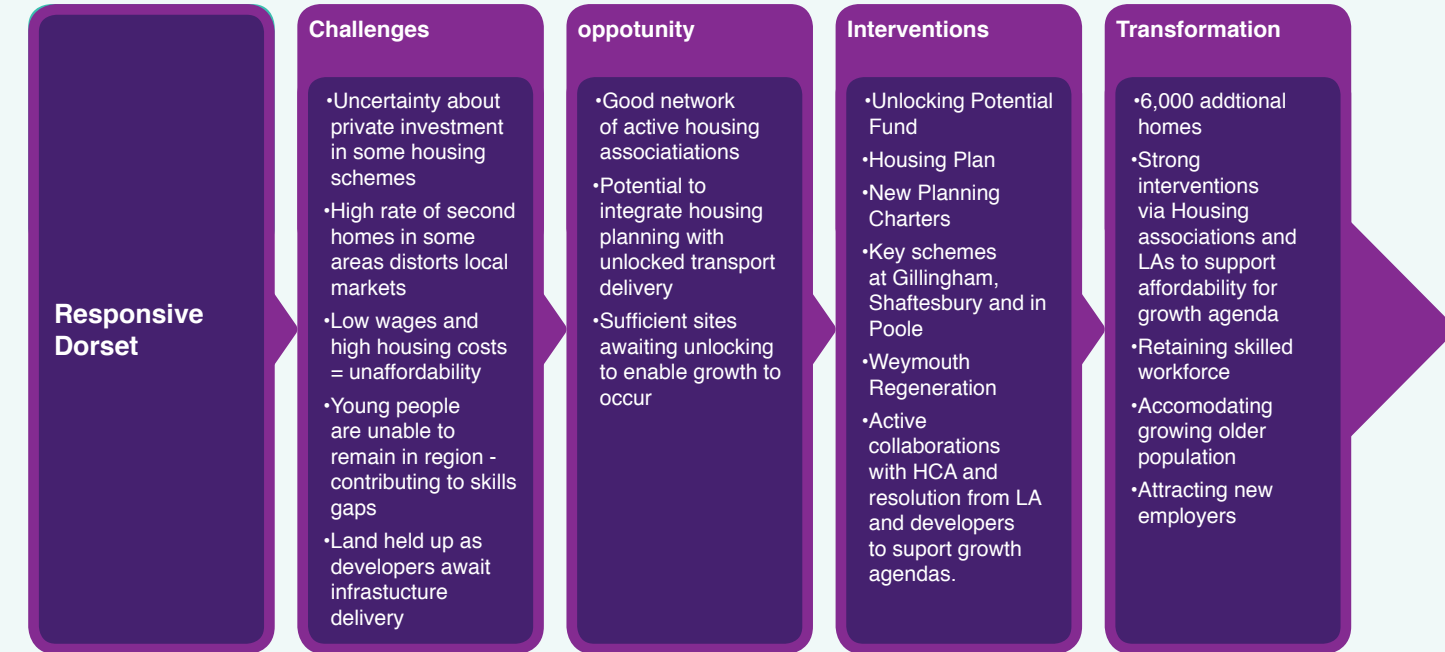 Responsive
Dorset
Challenges
•Uncertainty about
private investment
in some housing
schemes
•High rate of second
homes in some
areas distorts local
markets
•Low wages and
high housing costs
= unaffordability
•Young people
are unable to
remain in region -
contributing to skills
gaps
•Land held up as
developers await
infrastucture
delivery
oppotunity
•Good network
of active housing
associatiations
•Potential to
integrate housing
planning with
unlocked transport
delivery
•Sufficient sites
awaiting unlocking
to enable growth to
occur
Interventions
•Unlocking Potential
Fund
•Housing Plan
•New Planning
Charters
•Key schemes
at Gillingham,
Shaftesbury and in
Poole
•Weymouth
Regeneration
•Active
collaborations
with HCA and
resolution from LA
and developers
to suport growth
agendas.
Transformation
•6,000 addtional
homes
•Strong
interventions
via Housing
associations and
LAs to support
affordability for
growth agenda
•Retaining skilled
workforce
•Accomodating
growing older
population
•Attracting new
employers